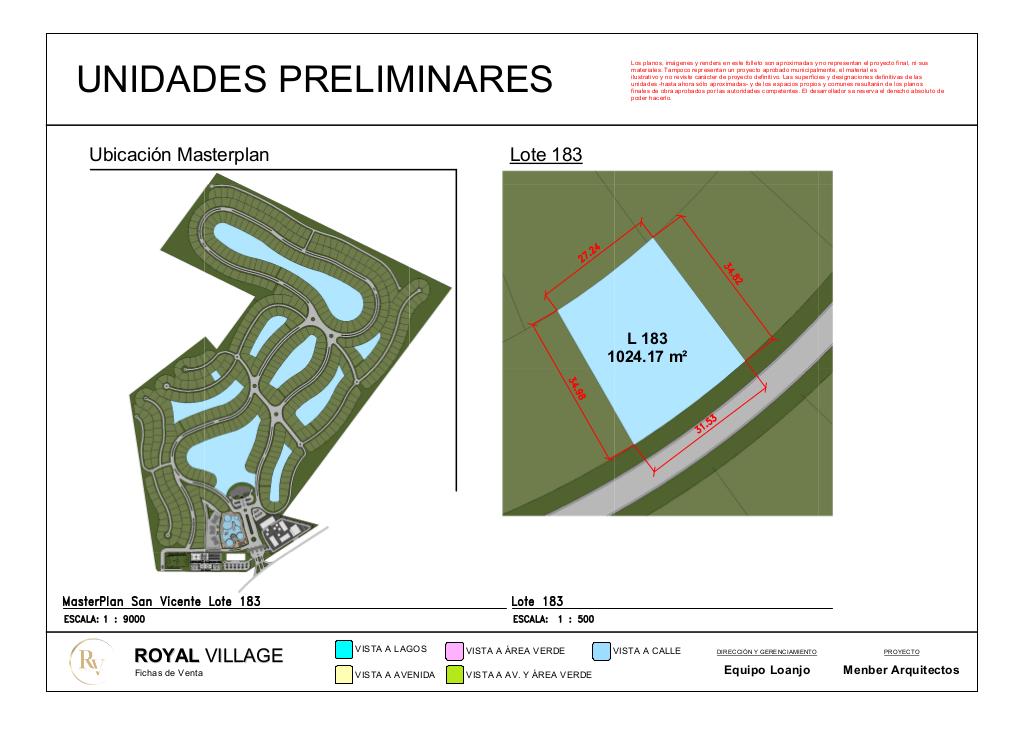 UNIDADES PRELIMINARES
Los planos, imágenes y renders en este folleto son aproximadas y no representan el proyecto final, ni sus
materiales. Tampoco representan un proyecto aprobado municipalmente, el material es
ilustrativo y no reviste carácter de proyecto definitivo. Las superficies y designaciones definitivas de las
unidades -hasta ahora sólo aproximadas- y de los espacios propios y comunes resultarán de los planos
finales de obra aprobados por las autoridades competentes. El desarrollador se reserva el derecho absoluto de
poder hacerlo.
Ubicación Masterplan
Lote 183
27.24
34.82
L 183
1024.17 m²
34.98
31.53
MasterPlan San Vicente Lote 183
ESCALA: 1 : 9000
Lote 183
ESCALA: 1 : 500
RV
ROYAL VILLAGE
Fichas de Venta
VISTA A LAGOS
VISTA A ÁREA VERDE
VISTA A CALLE
VISTA A AVENIDA
VISTA A AV. Y ÁREA VERDE
DIRECCIÓN Y GERENCIAMIENTO
Equipo Loanjo
PROYECTO
Menber Arquitectos